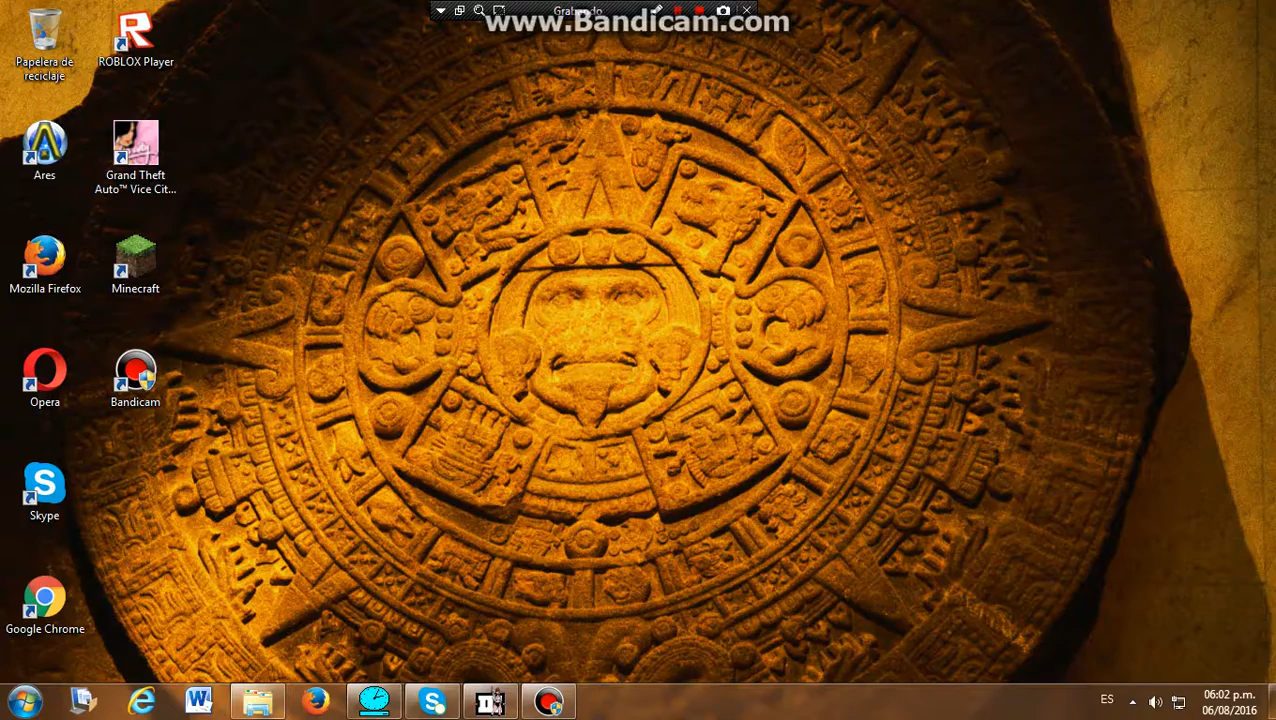 Grabando
www.Bandicam.com
Papelera de
reciclaje
ROBLOX Player
Ares
Grand Theft
Auto™ Vice Cit...
Mozilla Firefox
Minecraft
Opera
Bandicam
Skype
Google Chrome
ES
06:02 p.m.
06/08/2016